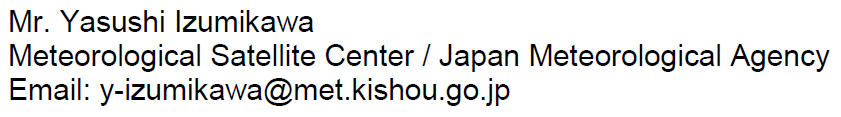 Mr. Yasushi Izumikawa
Meteorological Satellite Center / Japan Meteorological Agency
Email: y-izumikawa@met.kishou.go.jp